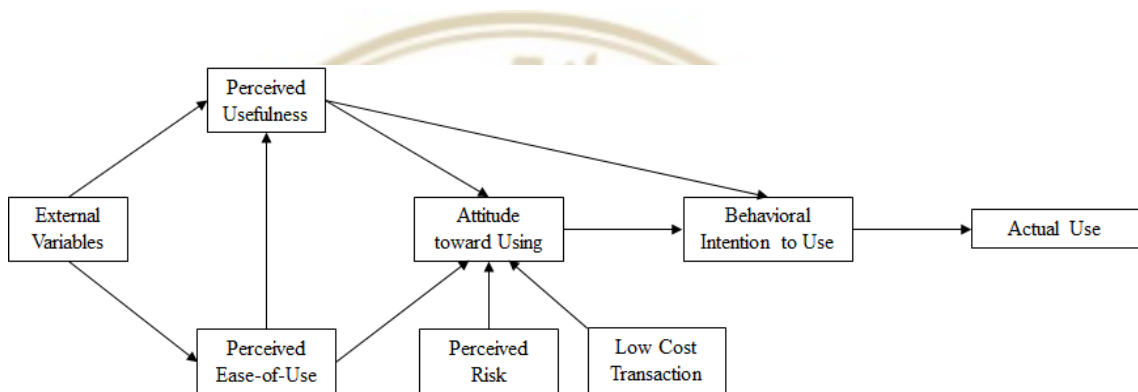 Perceived
Usefulness
External
Variables
Attitude
toward Using
Behavioral
Intention to Use
Actual Use
Perceived
Ease-of-Use
Perceived
Risk
Low Cost
Transaction